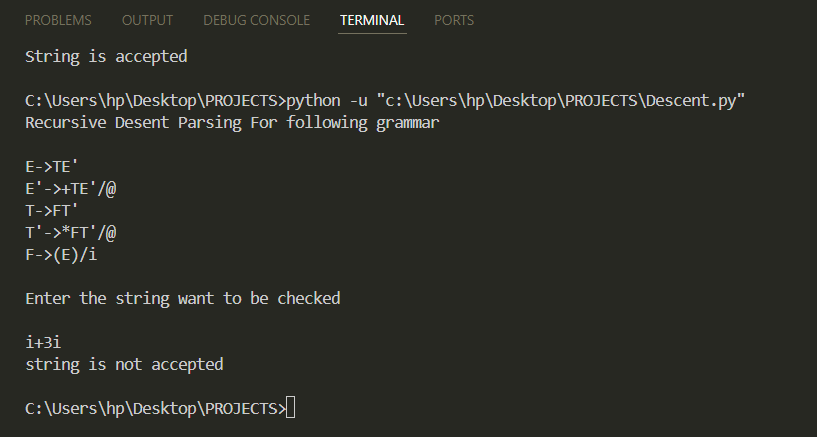 PROBLEMS OUTPUT DEBUG CONSOLE TERMINAL PORTS
String is accepted
C:\Users\hp\Desktop\PROJECTS>python -u "c:\Users\hp\Desktop\PROJECTS\Descent.py"
Recursive Desent Parsing For following grammar
E->TE'
E'->+TE'/@
T->FT'
T'->*FT'/@
F->(E)/i
Enter the string want to be checked
i+3i
string is not accepted
C:\Users\hp\Desktop\PROJECTS>